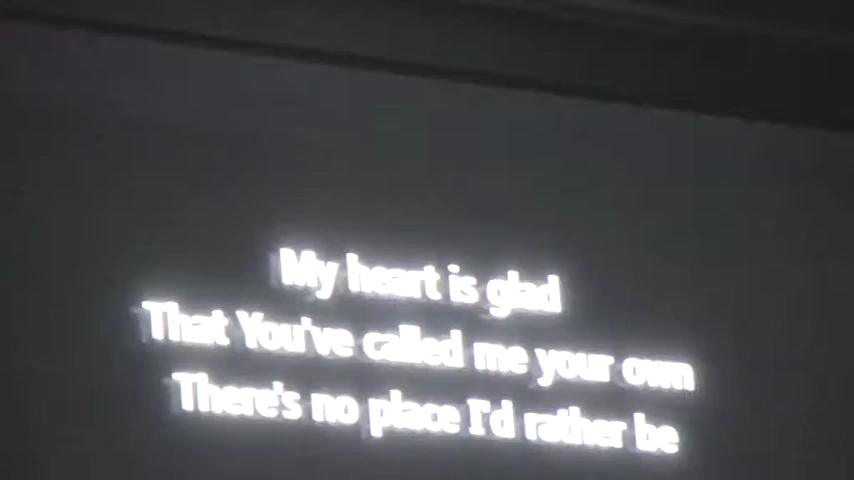 My heart is glad
That You've called me your own
There's no place I'd rather be